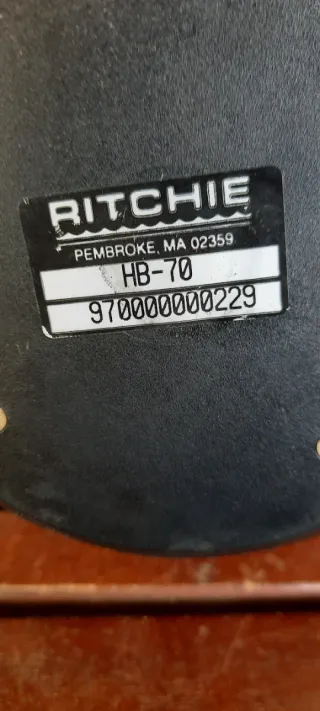 RITCHIE
PEMBROKE, MA 02359
HB-70
970000000229